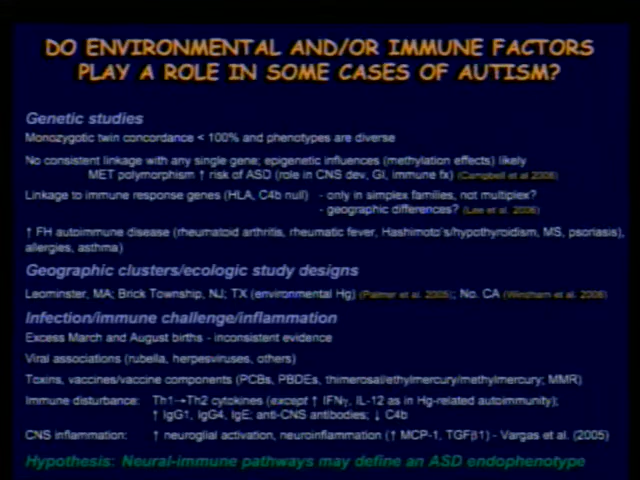 DO ENVIRONMENTAL AND/OR IMMUNE FACTORS
PLAY A ROLE IN SOME CASES OF AUTISM?
Genetic studies
Monozygotic twin concordance < 100% and phenotypes are diverse
No consistent linkage with any single gene; epigenetic influences (methylation effects) likely
MET polymorphism ↑ risk of ASD (role in CNS dev, GI, immune fx) (Campbell et al 2006)
Linkage to immune response genes (HLA, C4b null) - only in simplex families, not multiplex?
- geographic differences? (Lee et al. 2006)
↑ FH autoimmune disease (rheumatoid arthritis, rheumatic fever, Hashimoto's/hypothyroidism, MS, psoriasis),
allergies, asthma)
Geographic clusters/ecologic study designs
Leominster, MA; Brick Township, NJ; TX (environmental Hg) (Palmer et al. 2005); No. CA (Windham et al. 2006)
Infection/immune challenge/inflammation
Excess March and August births - inconsistent evidence
Viral associations (rubella, herpesviruses, others)
Toxins, vaccines/vaccine components (PCBs, PBDEs, thimerosal/ethylmercury/methylmercury; MMR)
Immune disturbance: Th1→Th2 cytokines (except ↑ IFNγ, IL-12 as in Hg-related autoimmunity);
↑ IgG1, IgG4, IgE; anti-CNS antibodies; ↓ C4b
CNS inflammation: ↑ neuroglial activation, neuroinflammation (↑ MCP-1, TGFβ1) - Vargas et al. (2005)
Hypothesis: Neural-immune pathways may define an ASD endophenotype